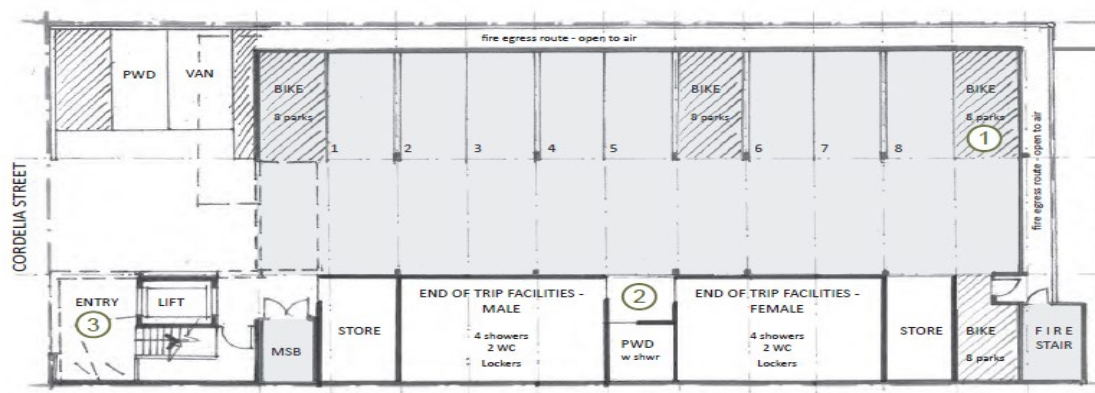 fire egress route - open to air
PWD
VAN
BIKE
8 parks
BIKE
8 parks
BIKE
8 parks
1
1
2
3
4
5
6
7
8
CORDELIA STREET
fire egress route - open to air
ENTRY
LIFT
3
MSB
STORE
END OF TRIP FACILITIES -
MALE
4 showers
2 WC
Lockers
2
PWD
w shwr
END OF TRIP FACILITIES -
FEMALE
4 showers
2 WC
Lockers
STORE
BIKE
8 parks
FIRE
STAIR